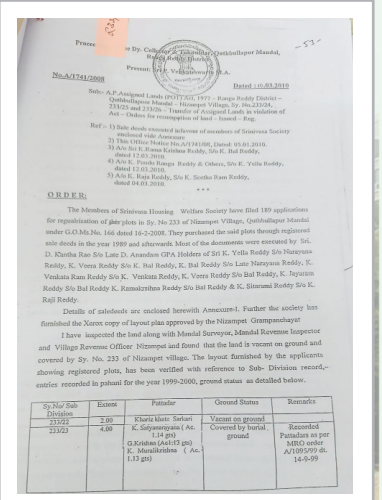 -53-
Dy. Collector & Tahsildar, Quthbullapur Mandal,
Present: Sri P. Venkateswarlu M.A.
No.A/1741/2008
Dated :16.03.2010
Sub:- A.P.Assigned Lands (POT) Act, 1977 – Ranga Reddy District –
Quthbullapur Mandal – Nizampet Village, Sy. No.233/24,
233/25 and 233/26 – Transfer of Assigned Lands in violation of
Act – Orders for resumption of land – Issued – Reg.
Ref :- 1) Sale deeds executed infavour of members of Srinivasa Society
enclosed vide Annexure
2) This Office Notice No.A/1741/08, Dated: 05.01.2010.
3) A/o Sri K Rama Krishna Reddy, S/o K. Bal Reddy,
dated 12.03.2010.
4) A/o K. Pandu Ranga Reddy & Others, S/o K. Yella Reddy,
dated 12.03.2010.
5) A/o K. Raja Reddy, S/o K. Seetha Ram Reddy,
dated 04.03.2010.
***
ORDER:
The Members of Srinivasa Housing Welfare Society have filed 189 applications
for regualisation of the plots in Sy. No 233 of Nizampet Village, Quthbullapur Mandal
under G.O.Ms.No. 166 dated 16-2-2008. They purchased the said plots through registered
sale deeds in the year 1989 and afterwards Most of the documents were executed by Sri.
D. Kantha Rao S/o Late D. Anandam GPA Holders of Sri K. Yella Reddy S/o Narayana
Reddy, K. Veera Reddy S/o K. Bal Reddy, K. Bal Reddy S/o Late Narayana Reddy, K.
Venkata Ram Reddy S/o K. Venkata Reddy, K. Veera Reddy S/o Bal Reddy, K. Jayaram
Reddy S/o Bal Reddy K. Ramakrishna Reddy S/o Bal Reddy & K. Sinnumi Reddy S/o K.
Raji Reddy.
Details of saledeeds are enclosed herewith Annexure-I. Further the society has
furnished the Xerox copy of layout plan approved by the Nizampet Grampanchayat
I have inspected the land along with Mandal Surveyor, Mandal Revenue Inspector
and Village Revenue Officer Nizampet and found that the land is vacant on ground and
covered by Sy. No. 233 of Nizampet village. The layout furnished by the applicants
showing registered plots, has been verified with reference to Sub- Division record,-
entries recorded in pahani for the year 1999-2000, ground status as detailed below.
Sy.No/ Sub Extent Pattadar Ground Status Remarks
Division
233/22 2.00 Khariz khata Sarkari Vacant on ground
233/23 4.00 K. Satyanarayana ( Ac. Covered by burial Recorded
1.14 gts) ground Pattadars as per
G.Krishna (Ac1:13 gts) MRO order
K. Muralikrishna ( Ac. A/1095/99 dt.
1.13 gts) 14-9-99